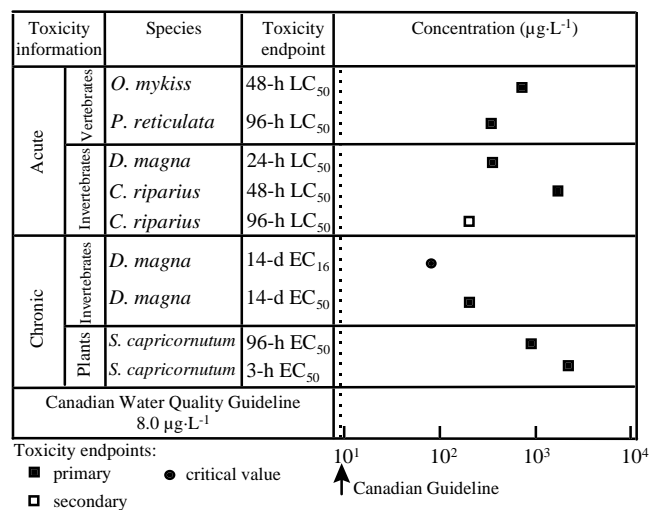 Toxicity information Species Toxicity endpoint Concentration (µg·L-1)
Acute
Vertebrates
O. mykiss 48-h LC50
P. reticulata 96-h LC50
Invertebrates
D. magna 24-h LC50
C. riparius 48-h LC50
C. riparius 96-h LC50
Chronic
Invertebrates
D. magna 14-d EC16
D. magna 14-d EC50
Plants
S. capricornutum 96-h EC50
S. capricornutum 3-h EC50
Canadian Water Quality Guideline
8.0 µg·L-1
Toxicity endpoints:
primary
critical value
secondary
101 102 103 104
Canadian Guideline